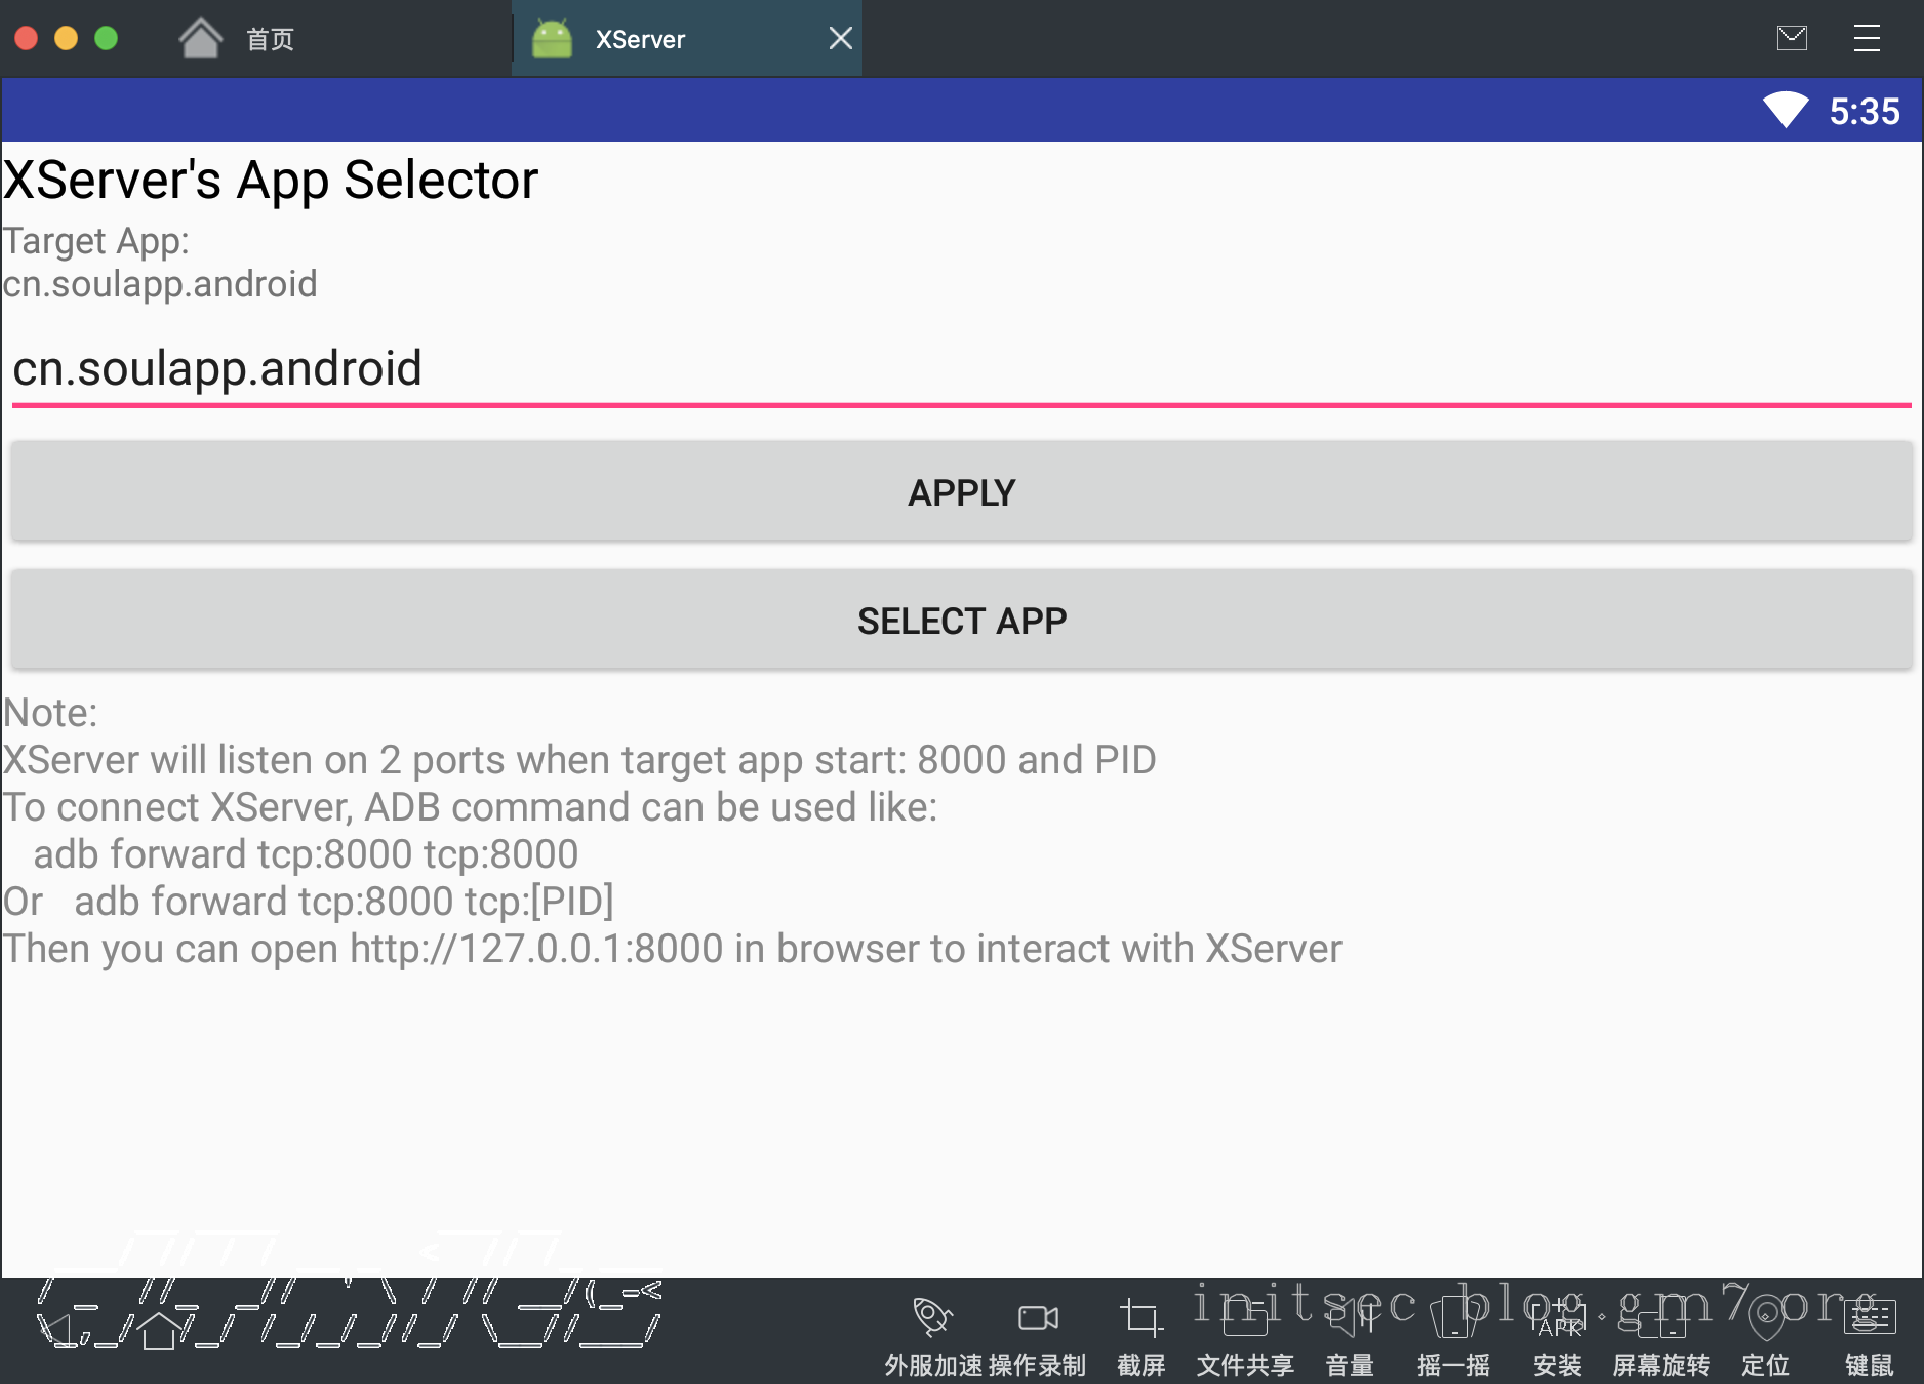 首页
XServer
5:35
XServer's App Selector
Target App:
cn.soulapp.android
cn.soulapp.android
APPLY
SELECT APP
Note:
XServer will listen on 2 ports when target app start: 8000 and PID
To connect XServer, ADB command can be used like:
adb forward tcp:8000 tcp:8000
Or adb forward tcp:8000 tcp:[PID]
Then you can open http://127.0.0.1:8000 in browser to interact with XServer
initsec blog.gm7.org
APK
外服加速 操作录制 截屏 文件共享 音量 摇一摇 安装 屏幕旋转 定位 键鼠